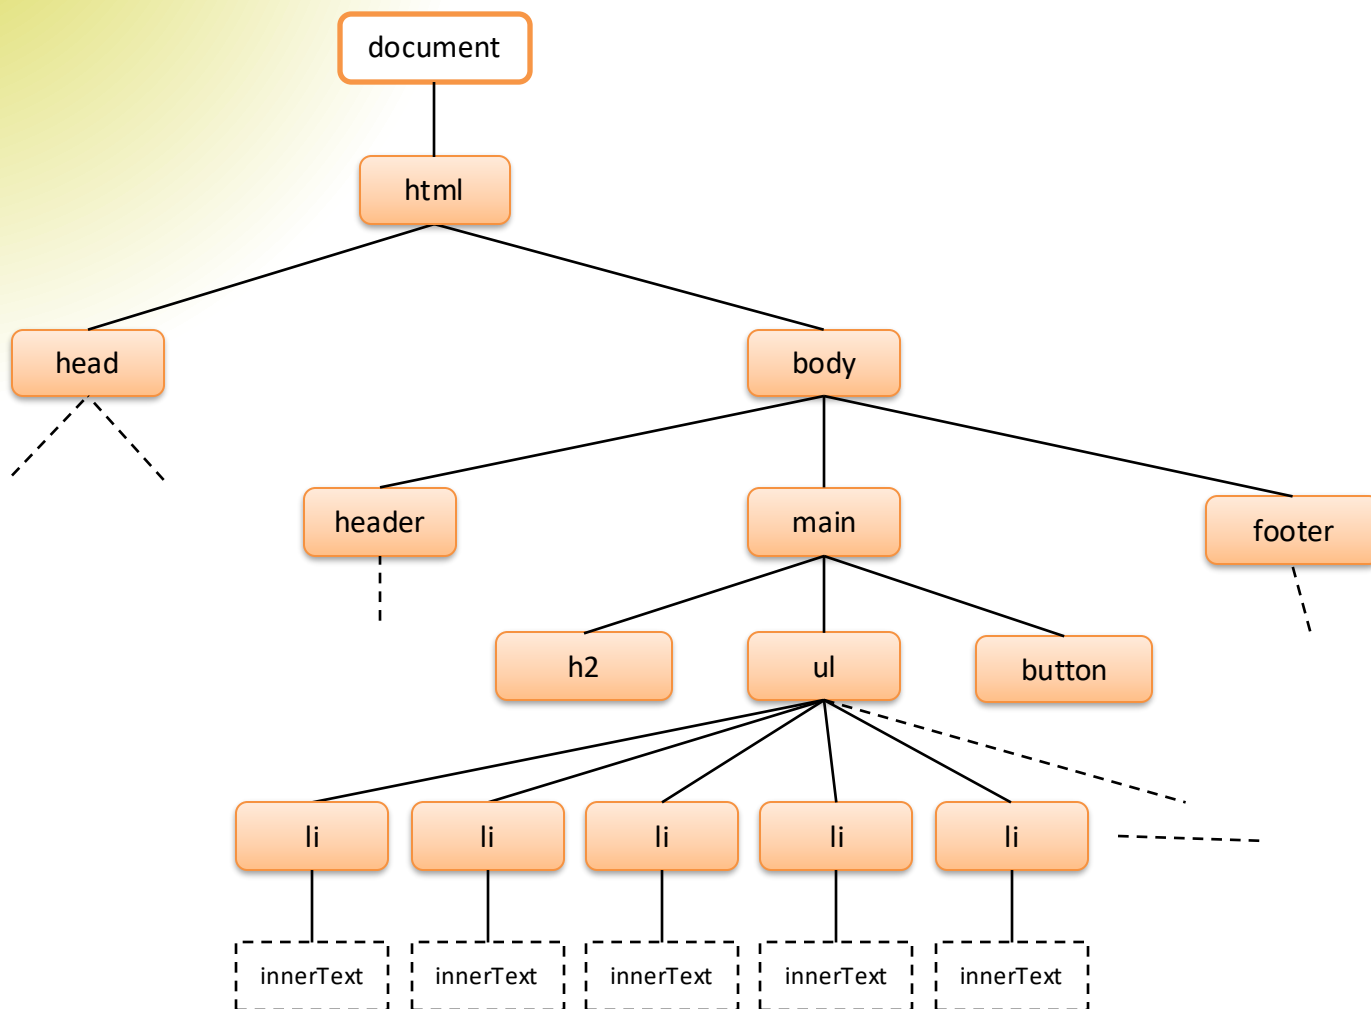 document
html
head
body
header
main
footer
h2
ul
button
li
li
li
li
li
innerText
innerText
innerText
innerText
innerText